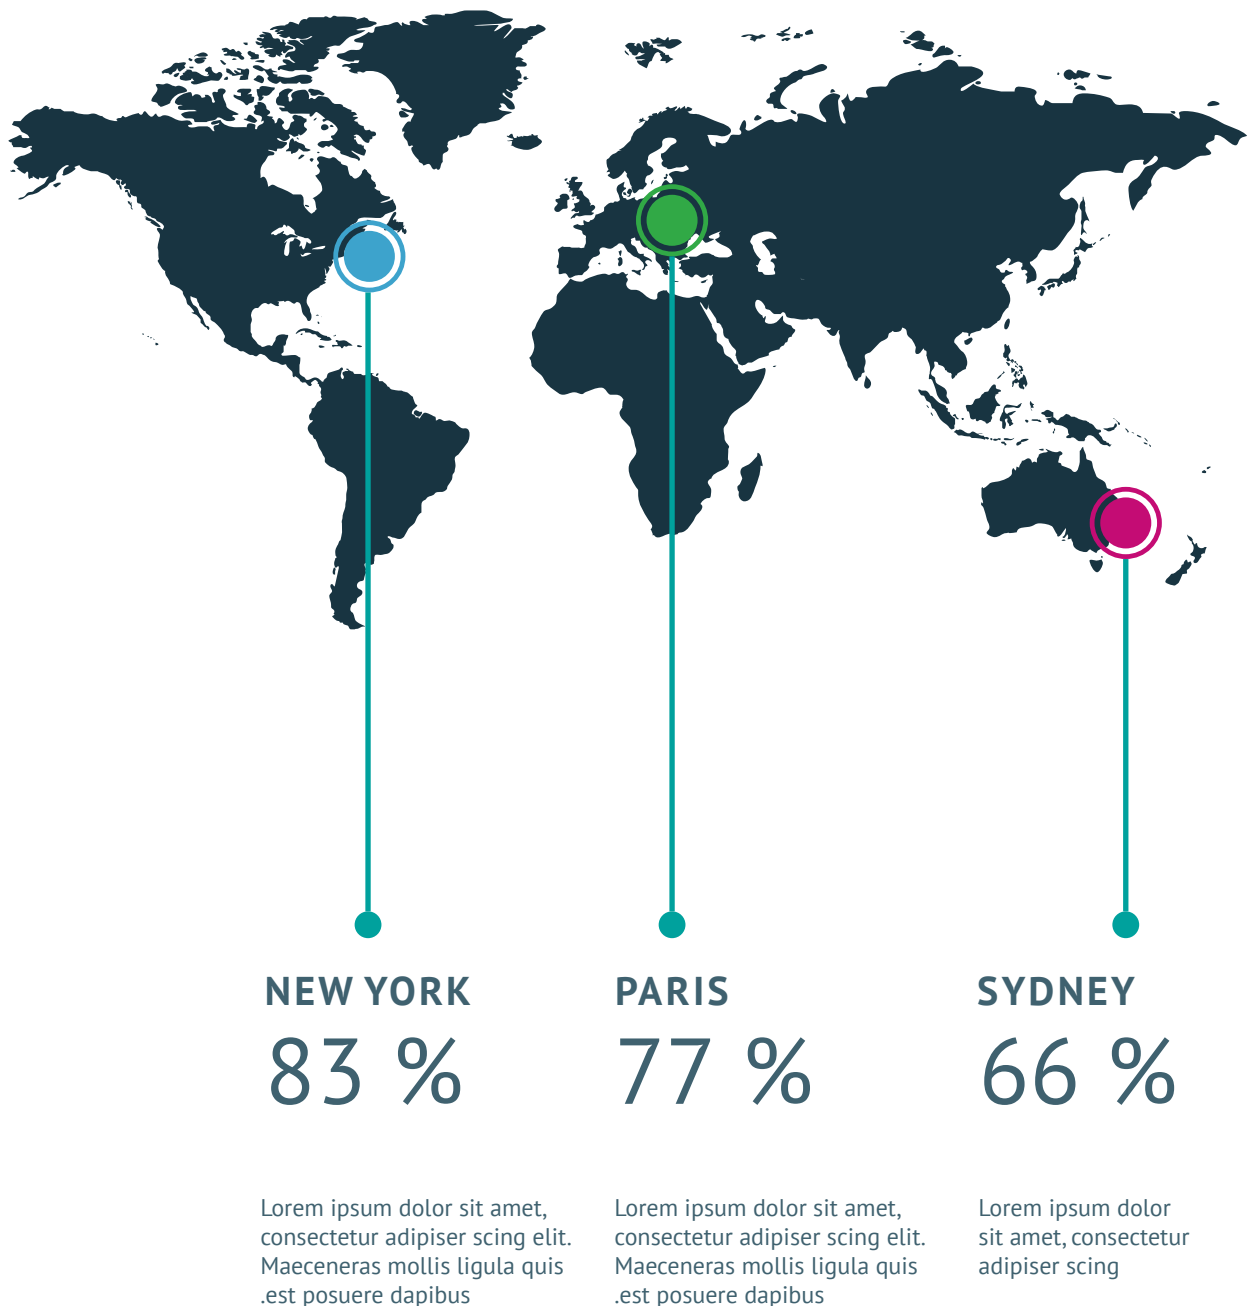 NEW YORK
83 %
Lorem ipsum dolor sit amet,
consectetur adipiser scing elit.
Maeceneras mollis ligula quis
.est posuere dapibus
PARIS
77 %
Lorem ipsum dolor sit amet,
consectetur adipiser scing elit.
Maeceneras mollis ligula quis
.est posuere dapibus
SYDNEY
66 %
Lorem ipsum dolor
sit amet, consectetur
adipiser scing